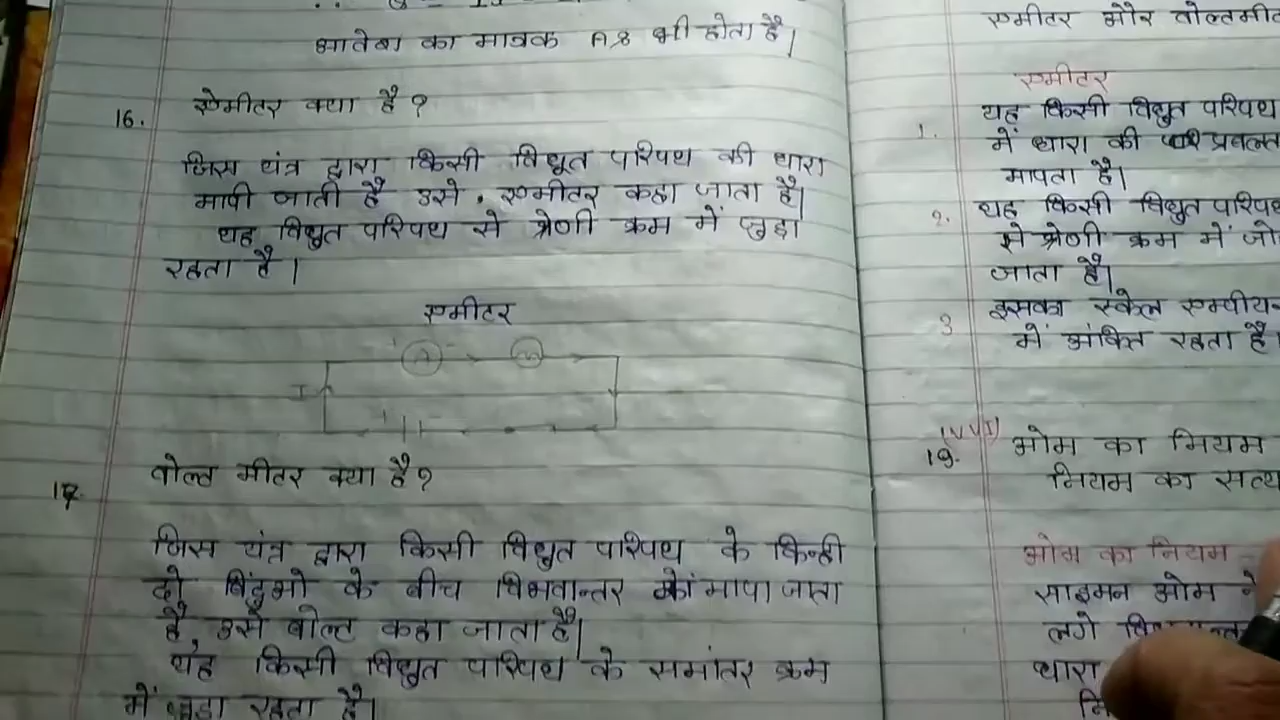 आवेश का मात्रक AS भी होता है।
16. एमीटर क्या है?
जिस यंत्र द्वारा किसी विधुत परिपथ की धारा
मापी जाती है उसे एमीटर कहा जाता है।
यह विधुत परिपथ से श्रेणी क्रम में जुड़ा
रहता है।
एमीटर
A
I
17. वोल्ट मीटर क्या है?
जिस यंत्र द्वारा किसी विधुत परिपथ के किन्ही
दो बिंदुओ के बीच विभवान्तर को मापा जाता
है, उसे वोल्ट कहा जाता है।
यह किसी विधुत परिपथ के समांतर क्रम
में जुडा रहता है।
एमीटर और वोल्टमीट
एमीटर
1. यह किसी विधुत परिपथ
में धारा की प्रबलत
मापता है।
2. यह किसी विधुत परिपथ
से श्रेणी क्रम में जो
जाता है।
3 इसका स्केल एम्पीय
में अंकित रहता है।
(V.V.I)
19. ओम का नियम
नियम का सत्य
ओम का नियम -
साइमन ओम ने
लगे
धारा
नि